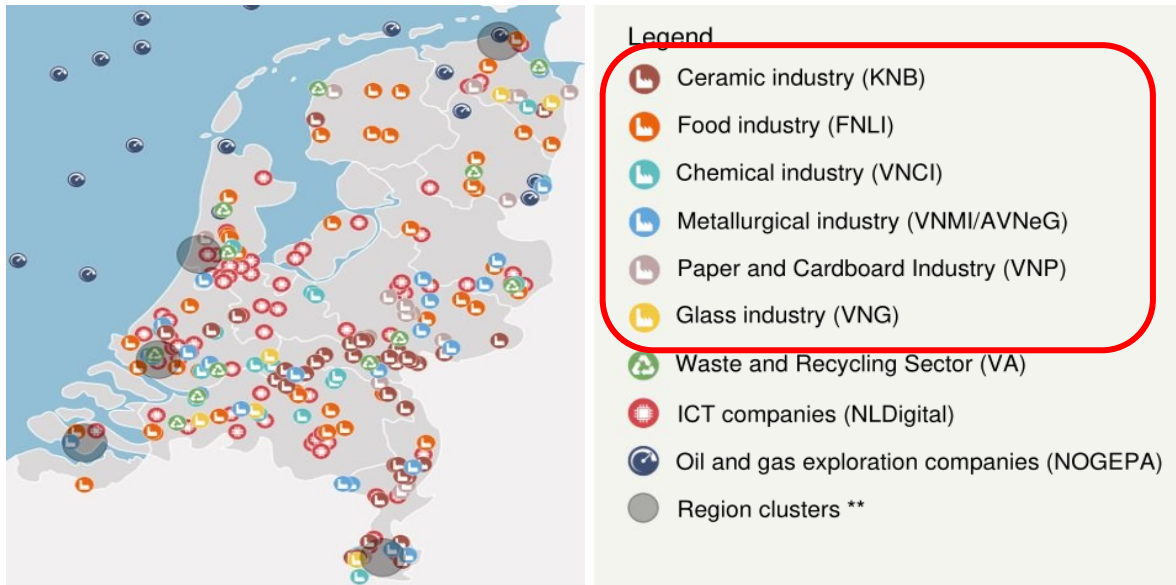 Legend
Ceramic industry (KNB)
Food industry (FNLI)
Chemical industry (VNCI)
Metallurgical industry (VNMI/AVNeG)
Paper and Cardboard Industry (VNP)
Glass industry (VNG)
Waste and Recycling Sector (VA)
ICT companies (NLDigital)
Oil and gas exploration companies (NOGEPA)
Region clusters **